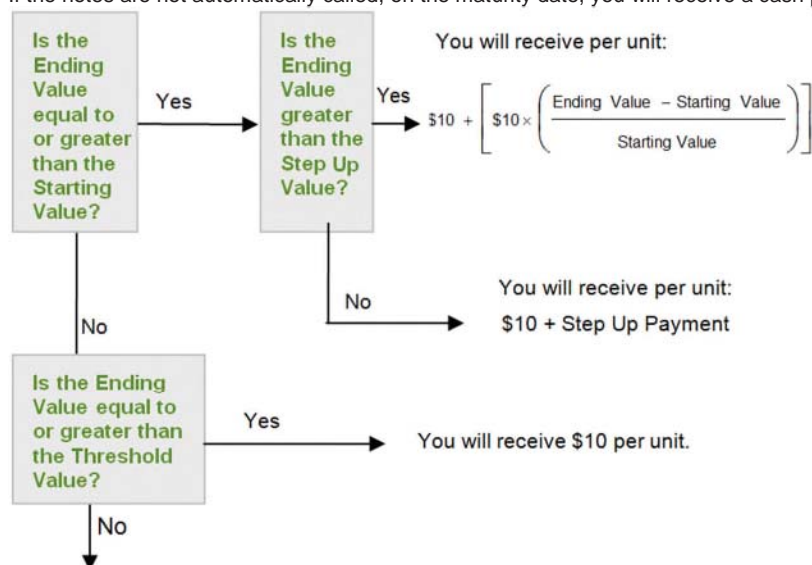 If the notes are not automatically called, on the maturity date, you will receive a cash
Is the
Ending
Value
equal to
or greater
than the
Starting
Value?
Yes
Is the
Ending
Value
greater
than the
Step Up
Value?
Yes
You will receive per unit:
$10 + [ $10 × ( Ending Value – Starting Value
Starting Value ) ]
No
You will receive per unit:
$10 + Step Up Payment
No
Is the Ending
Value equal to
or greater than
the Threshold
Value?
Yes
You will receive $10 per unit.
No